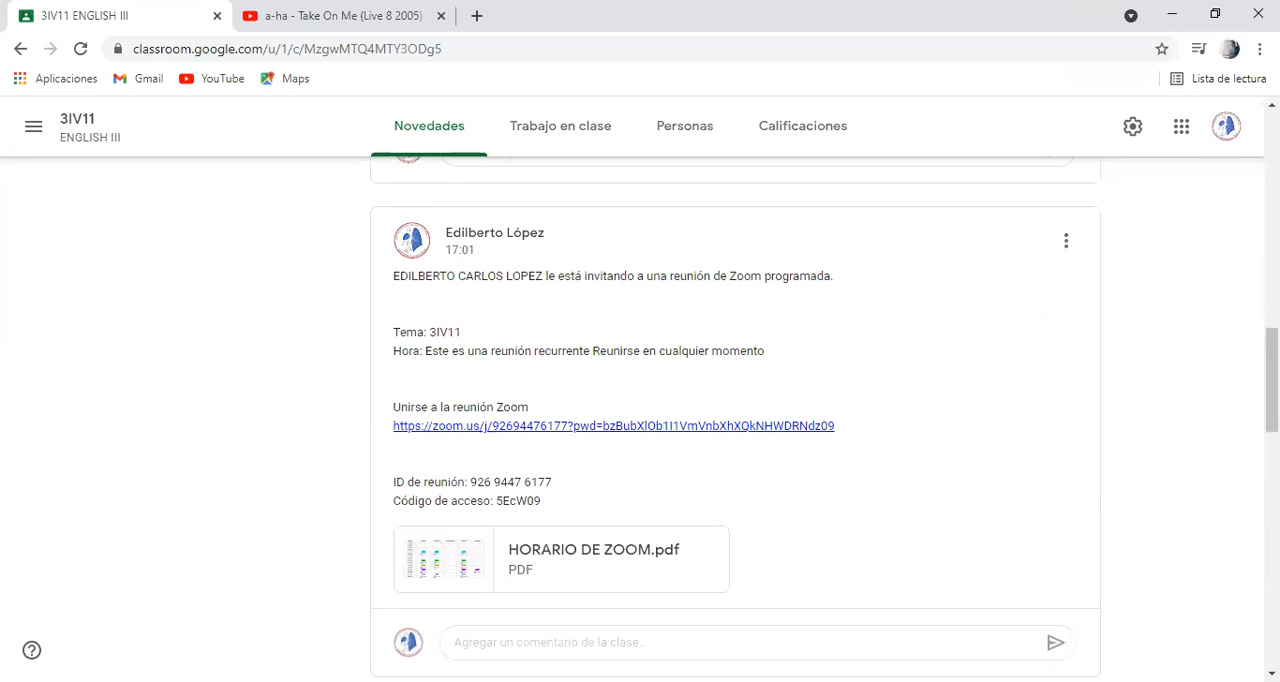 3IV11 ENGLISH III
a-ha - Take On Me (Live 8 2005)
classroom.google.com/u/1/c/MzgwMTQ4MTY3ODg5
Aplicaciones
Gmail
YouTube
Maps
Lista de lectura
3IV11
ENGLISH III
Novedades
Trabajo en clase
Personas
Calificaciones
Edilberto López
17:01
EDILBERTO CARLOS LOPEZ le está invitando a una reunión de Zoom programada.
Tema: 3IV11
Hora: Este es una reunión recurrente Reunirse en cualquier momento
Unirse a la reunión Zoom
https://zoom.us/j/92694476177?pwd=bzBubXlOb1I1VmVnbXhXQkNHWDRNdz09
ID de reunión: 926 9447 6177
Código de acceso: 5EcW09
HORARIO DE ZOOM.pdf
PDF
Agregar un comentario de la clase...